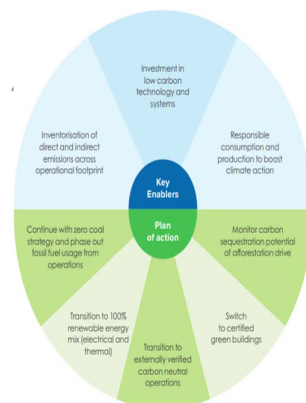 Investment in
low carbon
technology and
systems
Inventorisation of
direct and indirect
emissions across
operational footprint
Responsible
consumption and
production to boost
climate action
Key
Enablers
Plan
of action
Continue with zero coal
strategy and phase out
fossil fuel usage from
operations
Monitor carbon
sequestration potential
of afforestation drive
Transition to 100%
renewable energy
mix (electrical and
thermal)
Transition to
externally verified
carbon neutral
operations
Switch
to certified
green buildings